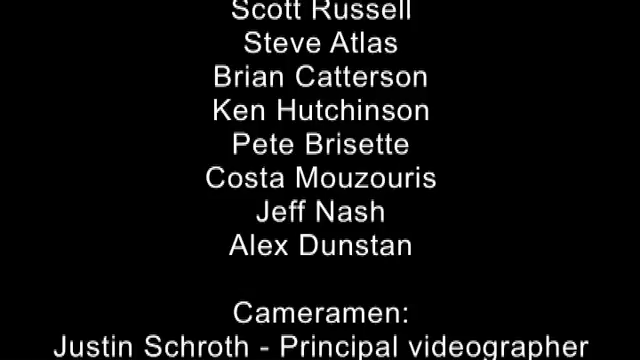 Scott Russell
Steve Atlas
Brian Catterson
Ken Hutchinson
Pete Brisette
Costa Mouzouris
Jeff Nash
Alex Dunstan
Cameramen:
Justin Schroth - Principal videographer